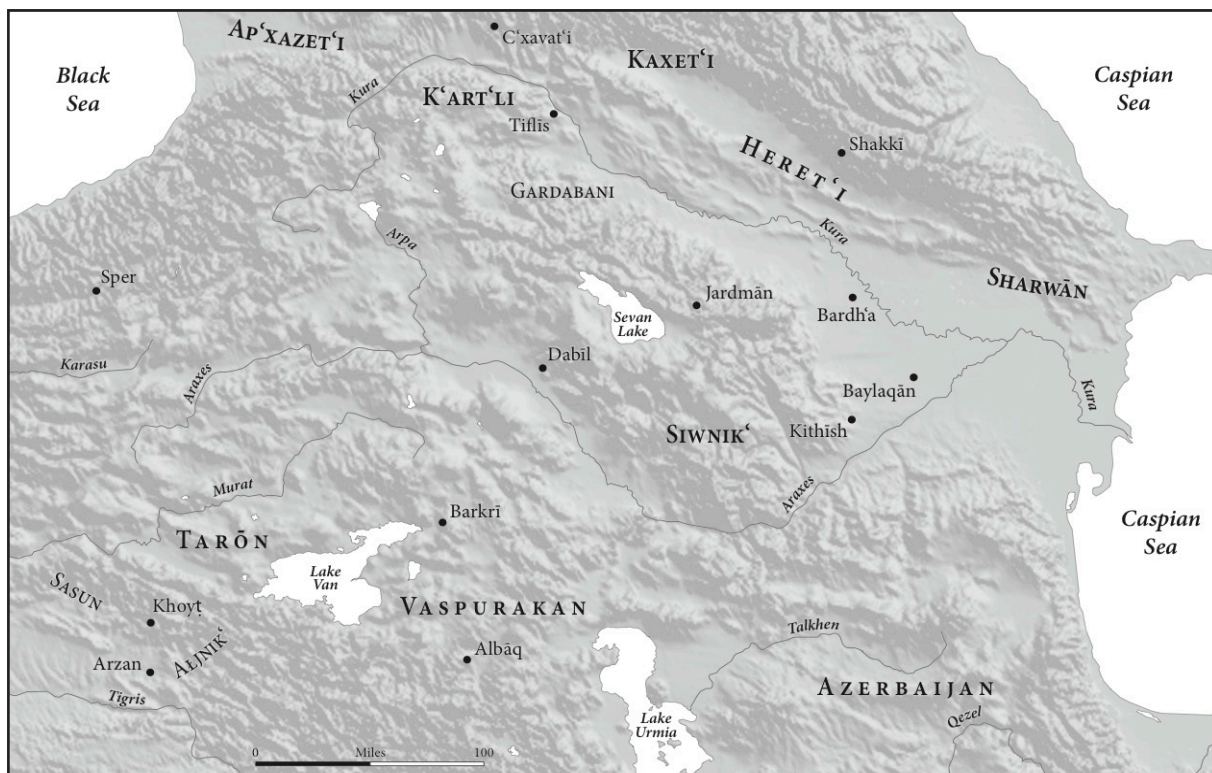 Apʻxazetʻi
Cʻxavatʻi
Kaxetʻi
Black
Sea
Caspian
Sea
Kura
Kʻartʻli
Tiflīs
Shakkī
Heretʻi
Gardabani
Kura
Arpa
Sper
Sharwān
Jardmān
Bardhʻa
Sevan
Lake
Karasu
Araxes
Dabīl
Baylaqān
Kura
Siwnikʻ
Kithīsh
Araxes
Murat
Barkrī
Caspian
Sea
Tarōn
Lake
Van
Sasun
Khoyṭ
Vaspurakan
Talkhen
Arzan
Aljnikʻ
Albāq
Azerbaijan
Tigris
Lake
Urmia
Qezel
0 Miles 100